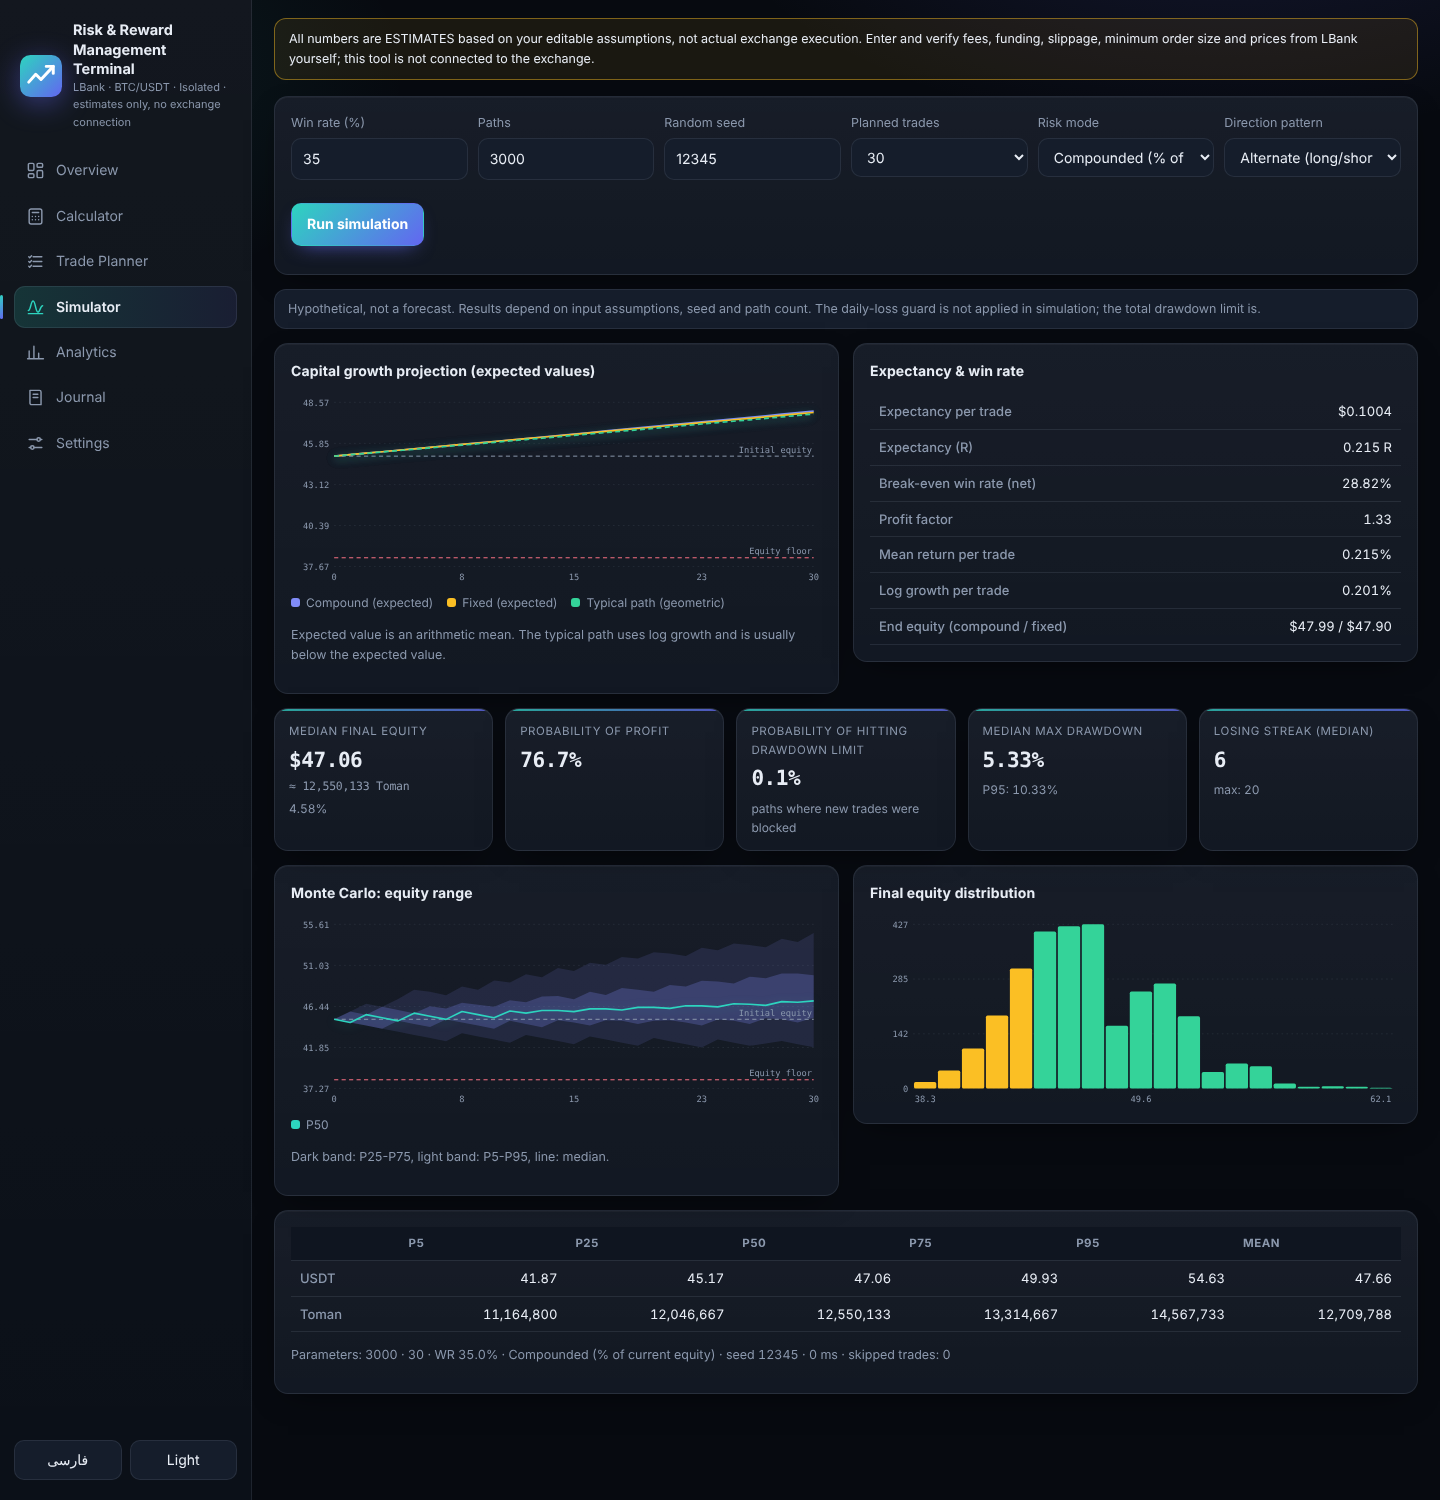 Risk & Reward
Management
Terminal
LBank · BTC/USDT · Isolated ·
estimates only, no exchange
connection
Overview
Calculator
Trade Planner
Simulator
Analytics
Journal
Settings
فارسی
Light
All numbers are ESTIMATES based on your editable assumptions, not actual exchange execution. Enter and verify fees, funding, slippage, minimum order size and prices from LBank
yourself; this tool is not connected to the exchange.
Win rate (%) Paths Random seed Planned trades Risk mode Direction pattern
35 3000 12345 30 Compounded (% of Alternate (long/shor
Run simulation
Hypothetical, not a forecast. Results depend on input assumptions, seed and path count. The daily-loss guard is not applied in simulation; the total drawdown limit is.
Capital growth projection (expected values)
48.57
45.85
Initial equity
43.12
40.39
Equity floor
37.67
0 8 15 23 30
Compound (expected) Fixed (expected) Typical path (geometric)
Expected value is an arithmetic mean. The typical path uses log growth and is usually
below the expected value.
Expectancy & win rate
Expectancy per trade $0.1004
Expectancy (R) 0.215 R
Break-even win rate (net) 28.82%
Profit factor 1.33
Mean return per trade 0.215%
Log growth per trade 0.201%
End equity (compound / fixed) $47.99 / $47.90
MEDIAN FINAL EQUITY
$47.06
≈ 12,550,133 Toman
4.58%
PROBABILITY OF PROFIT
76.7%
PROBABILITY OF HITTING
DRAWDOWN LIMIT
0.1%
paths where new trades were
blocked
MEDIAN MAX DRAWDOWN
5.33%
P95: 10.33%
LOSING STREAK (MEDIAN)
6
max: 20
Monte Carlo: equity range
55.61
51.03
46.44
Initial equity
41.85
Equity floor
37.27
0 8 15 23 30
P50
Dark band: P25-P75, light band: P5-P95, line: median.
Final equity distribution
427
285
142
0
38.3 49.6 62.1
P5 P25 P50 P75 P95 MEAN
USDT 41.87 45.17 47.06 49.93 54.63 47.66
Toman 11,164,800 12,046,667 12,550,133 13,314,667 14,567,733 12,709,788
Parameters: 3000 · 30 · WR 35.0% · Compounded (% of current equity) · seed 12345 · 0 ms · skipped trades: 0